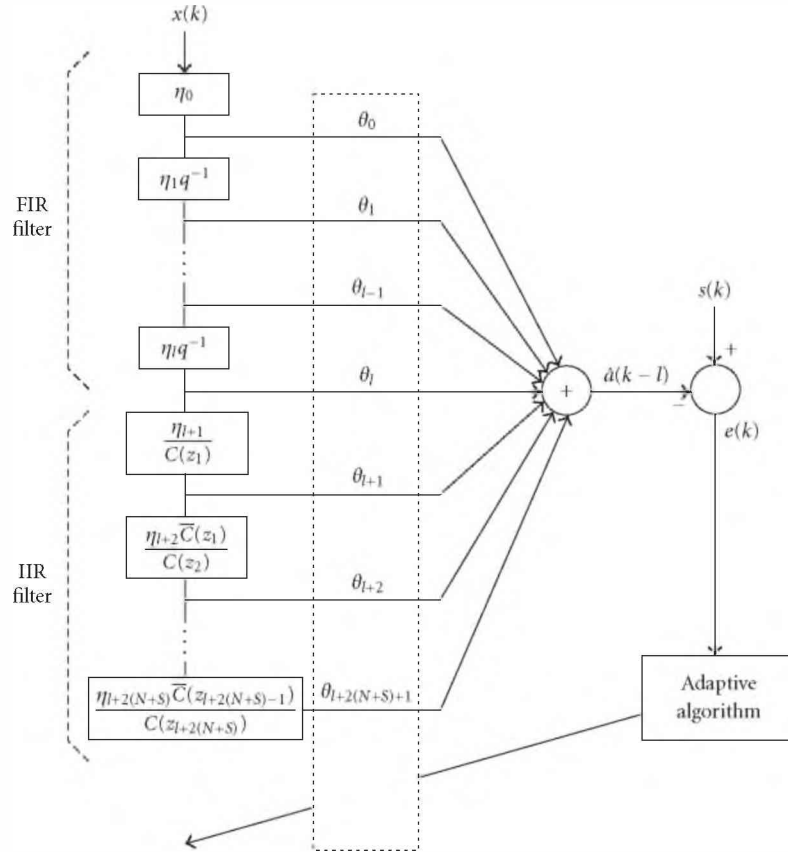 x(k)
η₀
θ₀
η₁q⁻¹
θ₁
FIR
filter
θₗ₋₁
s(k)
ηₗq⁻¹
+
θₗ
+
â(k − l)
−
ηₗ₊₁
C(z₁)
e(k)
θₗ₊₁
ηₗ₊₂C̅(z₁)
C(z₂)
IIR
filter
θₗ₊₂
ηₗ₊₂₍N₊S₎C̅(zₗ₊₂₍N₊S₎₋₁)
C(zₗ₊₂₍N₊S₎)
θₗ₊₂₍N₊S₎₊₁
Adaptive
algorithm